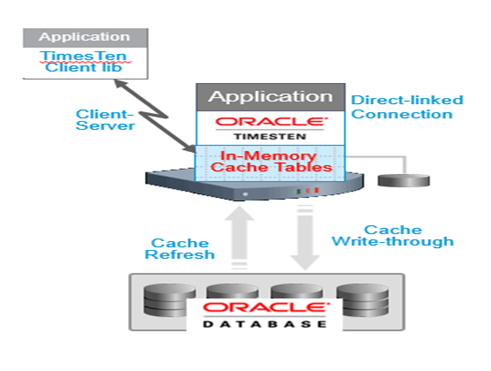 Application
TimesTen
Client lib
Client-
Server
Application
ORACLE
TIMESTEN
In-Memory
Cache Tables
Direct-linked
Connection
Cache
Refresh
Cache
Write-through
ORACLE
DATABASE